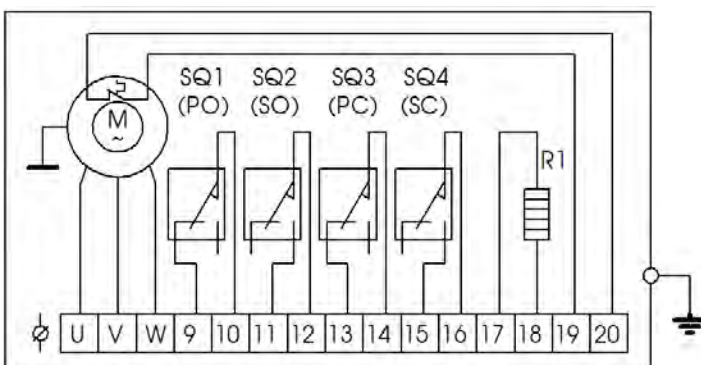 SQ1 SQ2 SQ3 SQ4
(PO) (SO) (PC) (SC)
M
~
R1
U V W 9 10 11 12 13 14 15 16 17 18 19 20